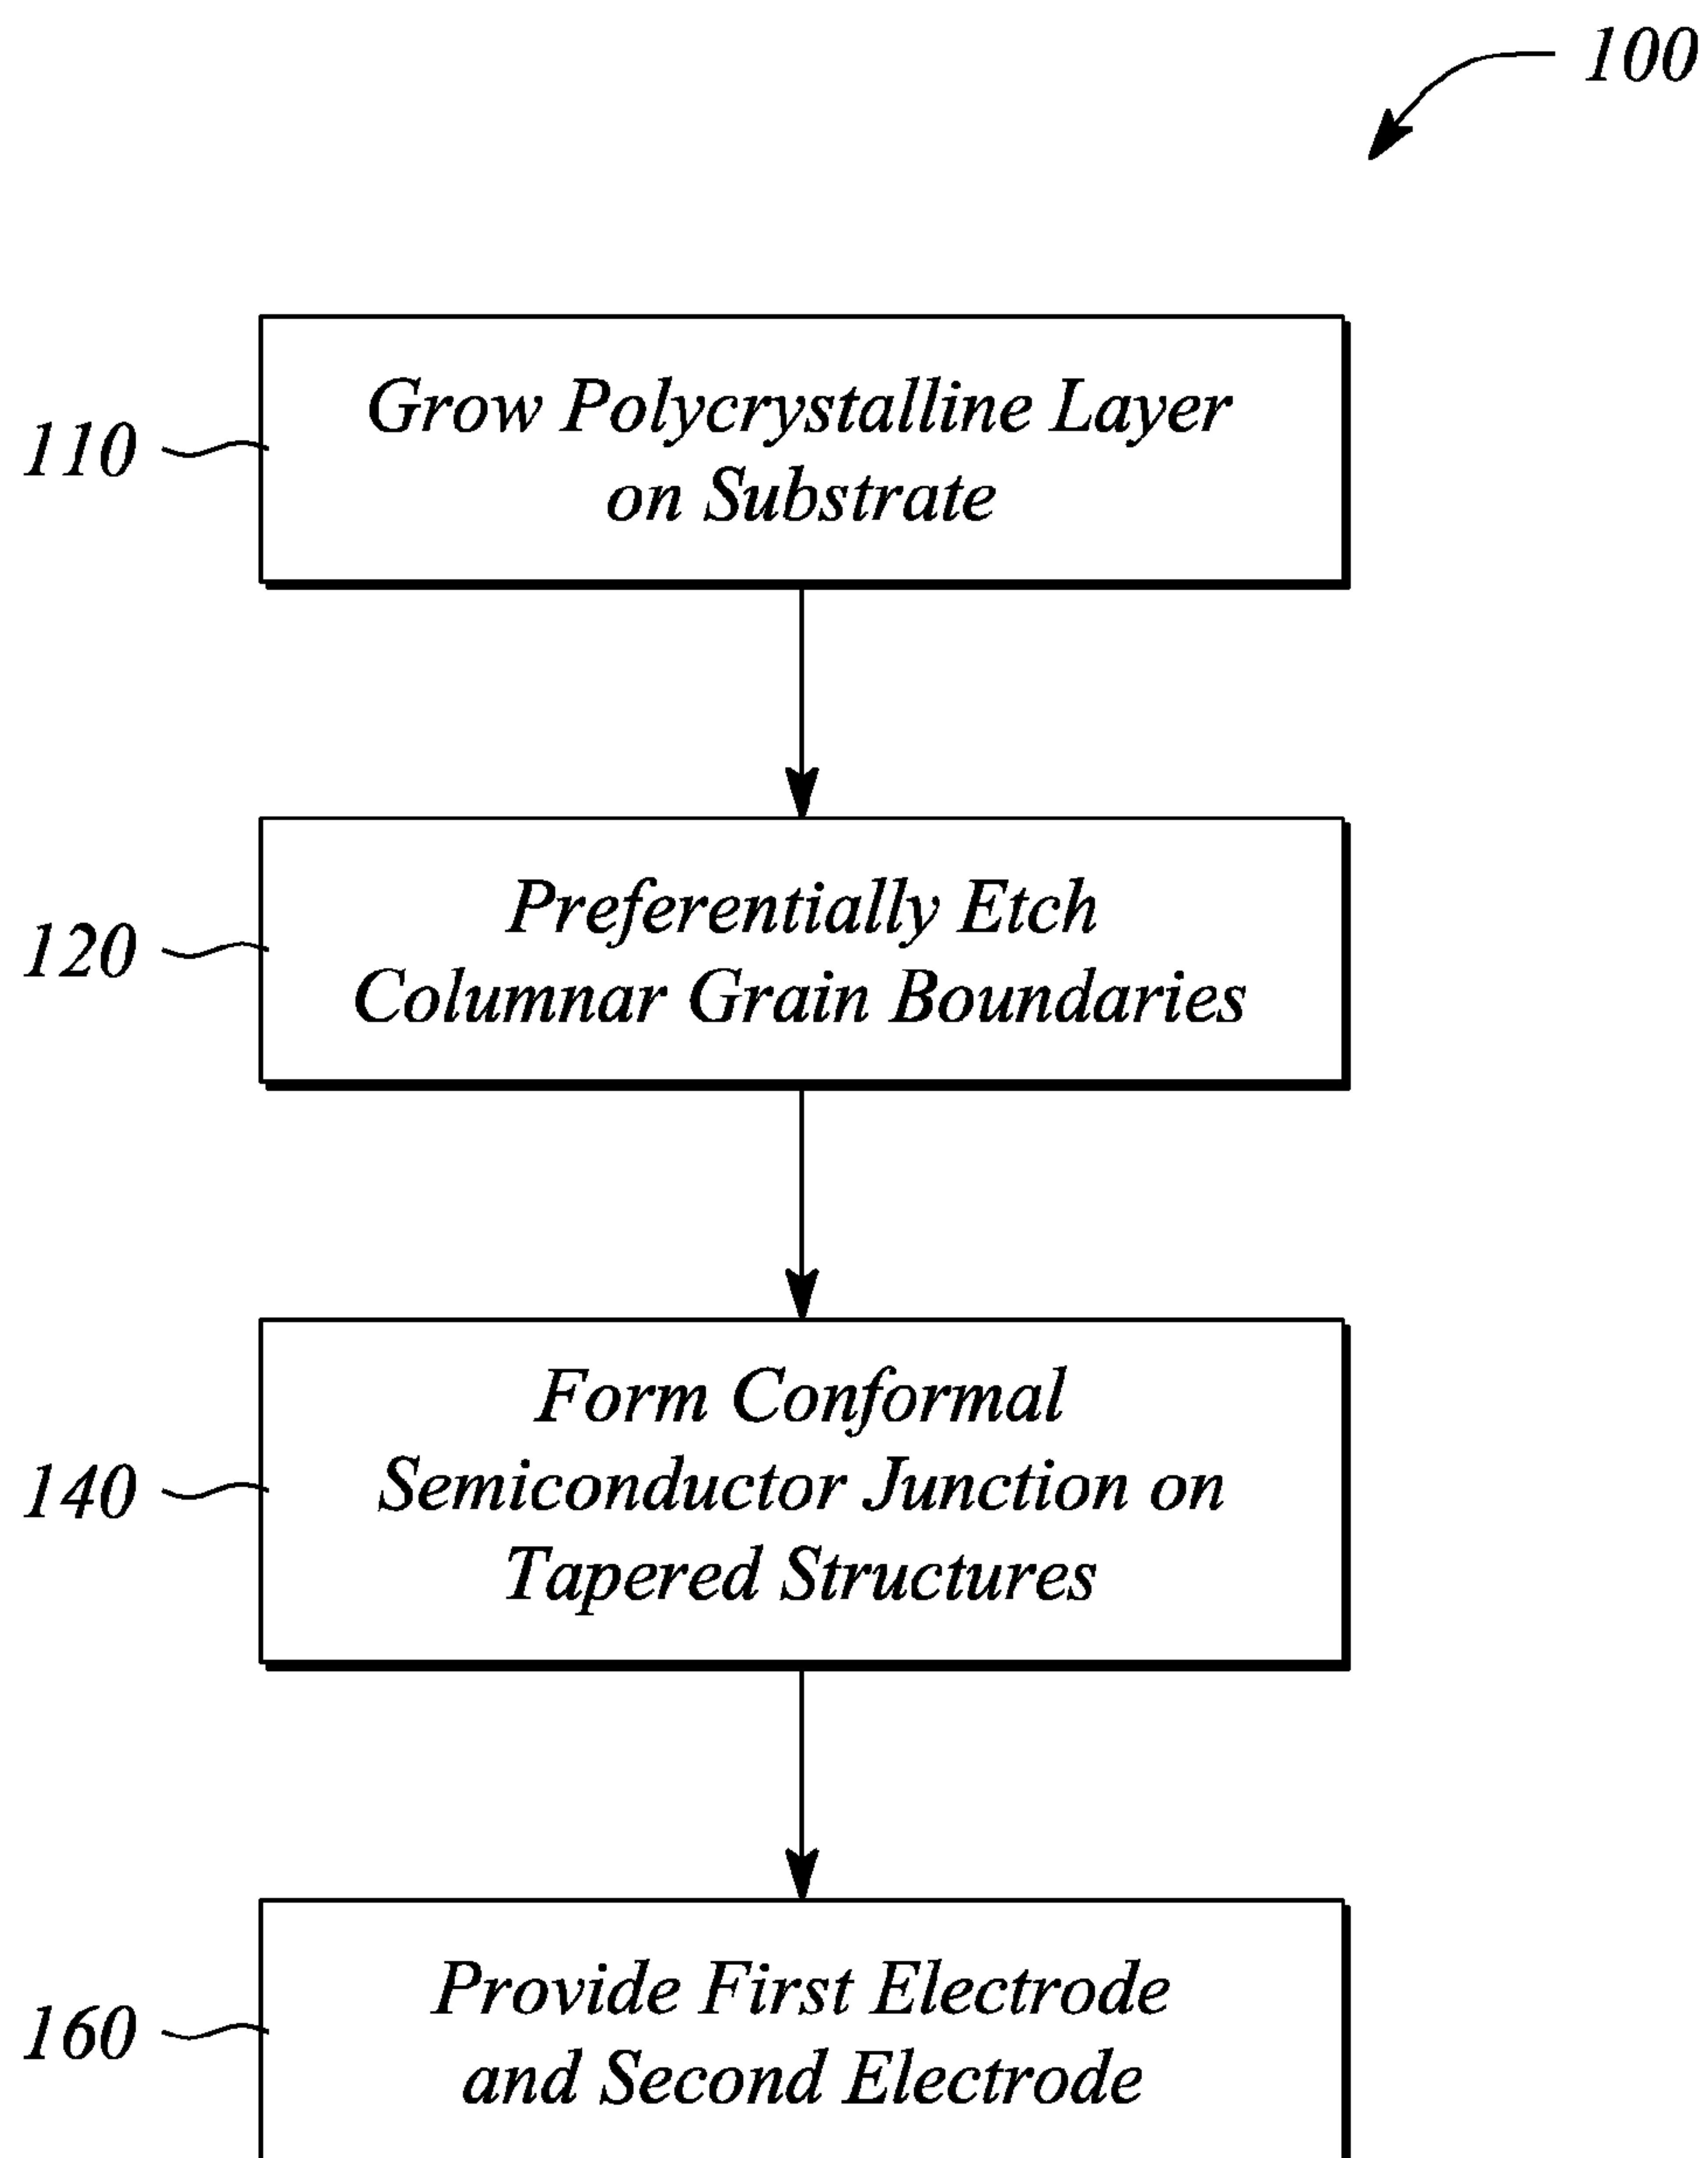 100
110
Grow Polycrystalline Layer
on Substrate
120
Preferentially Etch
Columnar Grain Boundaries
140
Form Conformal
Semiconductor Junction on
Tapered Structures
160
Provide First Electrode
and Second Electrode